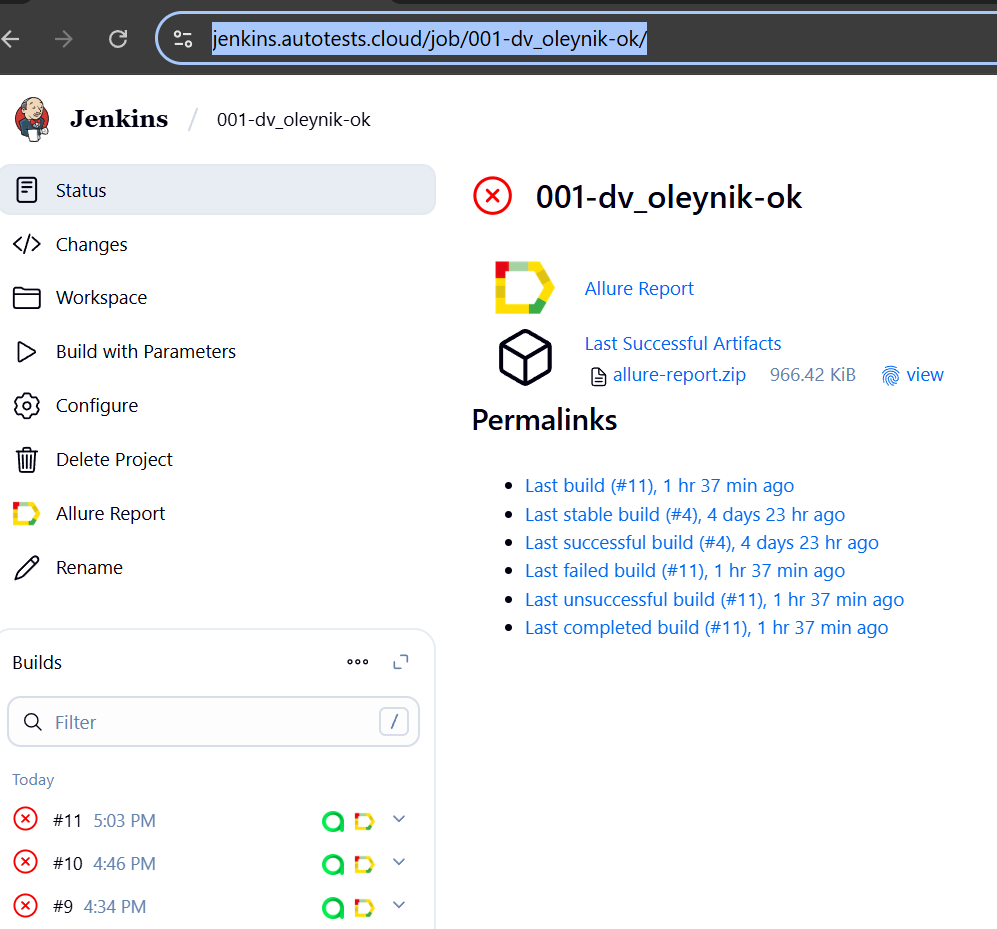 jenkins.autotests.cloud/job/001-dv_oleynik-ok/
Jenkins / 001-dv_oleynik-ok
Status
Changes
Workspace
Build with Parameters
Configure
Delete Project
Allure Report
Rename
Builds
Filter /
Today
#11 5:03 PM
#10 4:46 PM
#9 4:34 PM
001-dv_oleynik-ok
Allure Report
Last Successful Artifacts
allure-report.zip 966.42 KiB view
Permalinks
Last build (#11), 1 hr 37 min ago
Last stable build (#4), 4 days 23 hr ago
Last successful build (#4), 4 days 23 hr ago
Last failed build (#11), 1 hr 37 min ago
Last unsuccessful build (#11), 1 hr 37 min ago
Last completed build (#11), 1 hr 37 min ago